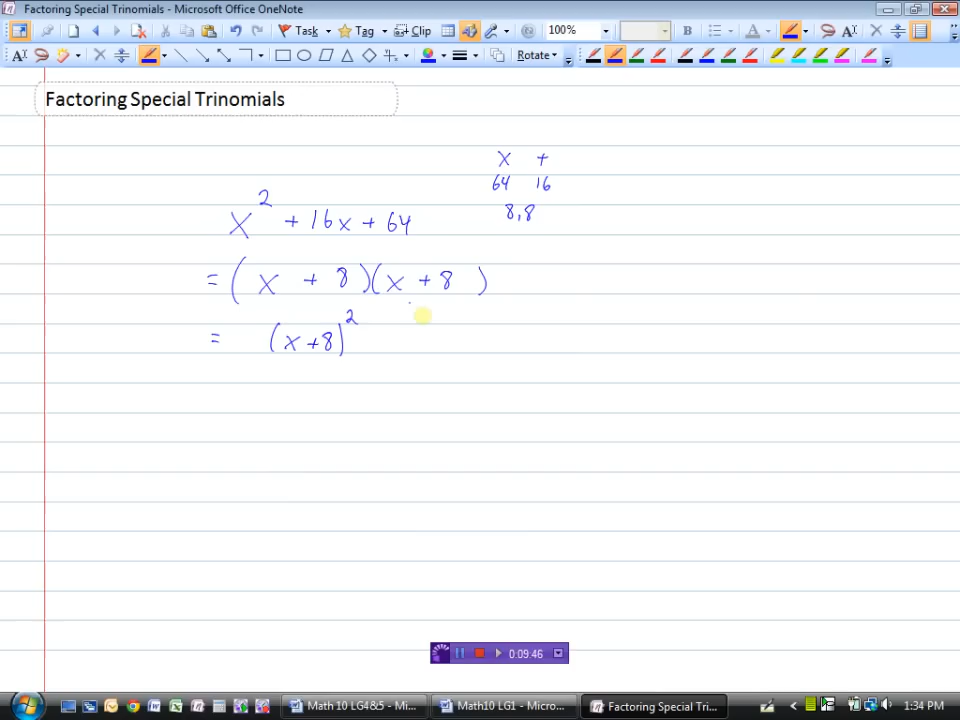 Factoring Special Trinomials - Microsoft Office OneNote
Task Tag Clip 100% B A
Rotate
Factoring Special Trinomials
x +
64 16
8,8
x² + 16x + 64
= ( x + 8 )( x + 8 )
= (x + 8)²
0:09:46
Math 10 LG4&5 - Mi... Math10 LG1 - Micro... Factoring Special Tri... 1:34 PM